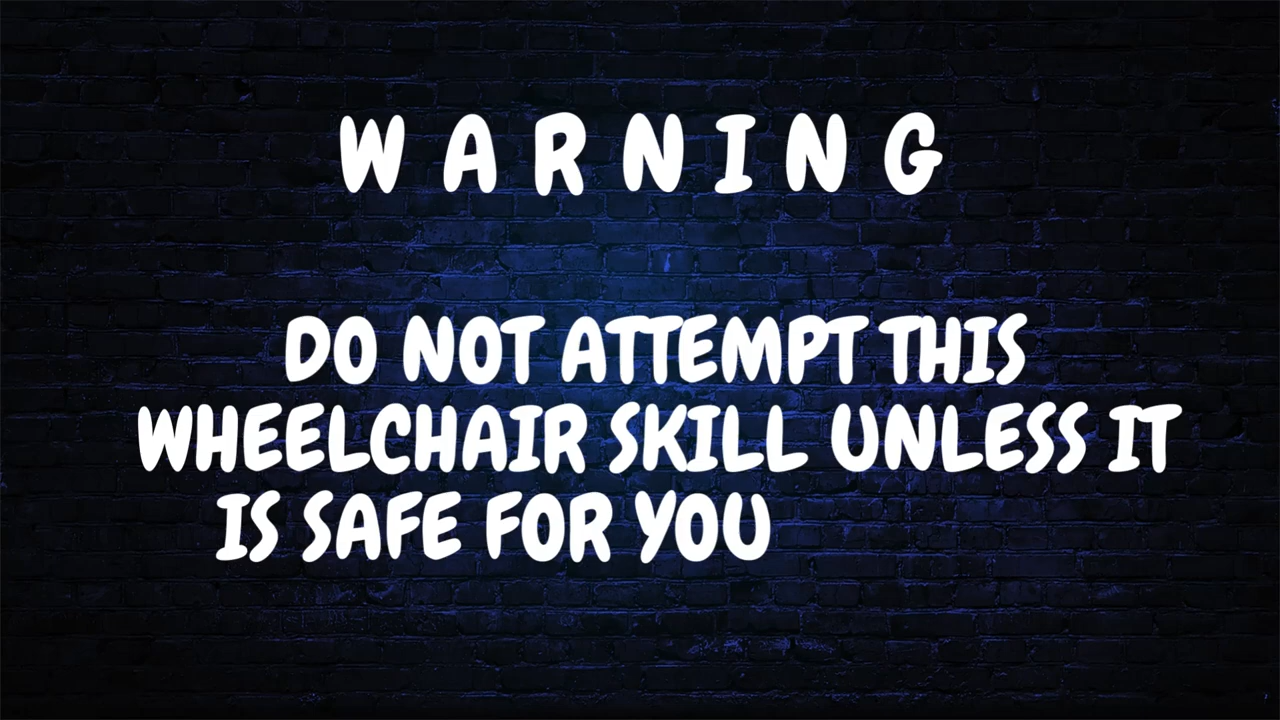 W A R N I N G
DO NOT ATTEMPT THIS
WHEELCHAIR SKILL UNLESS IT
IS SAFE FOR YOU